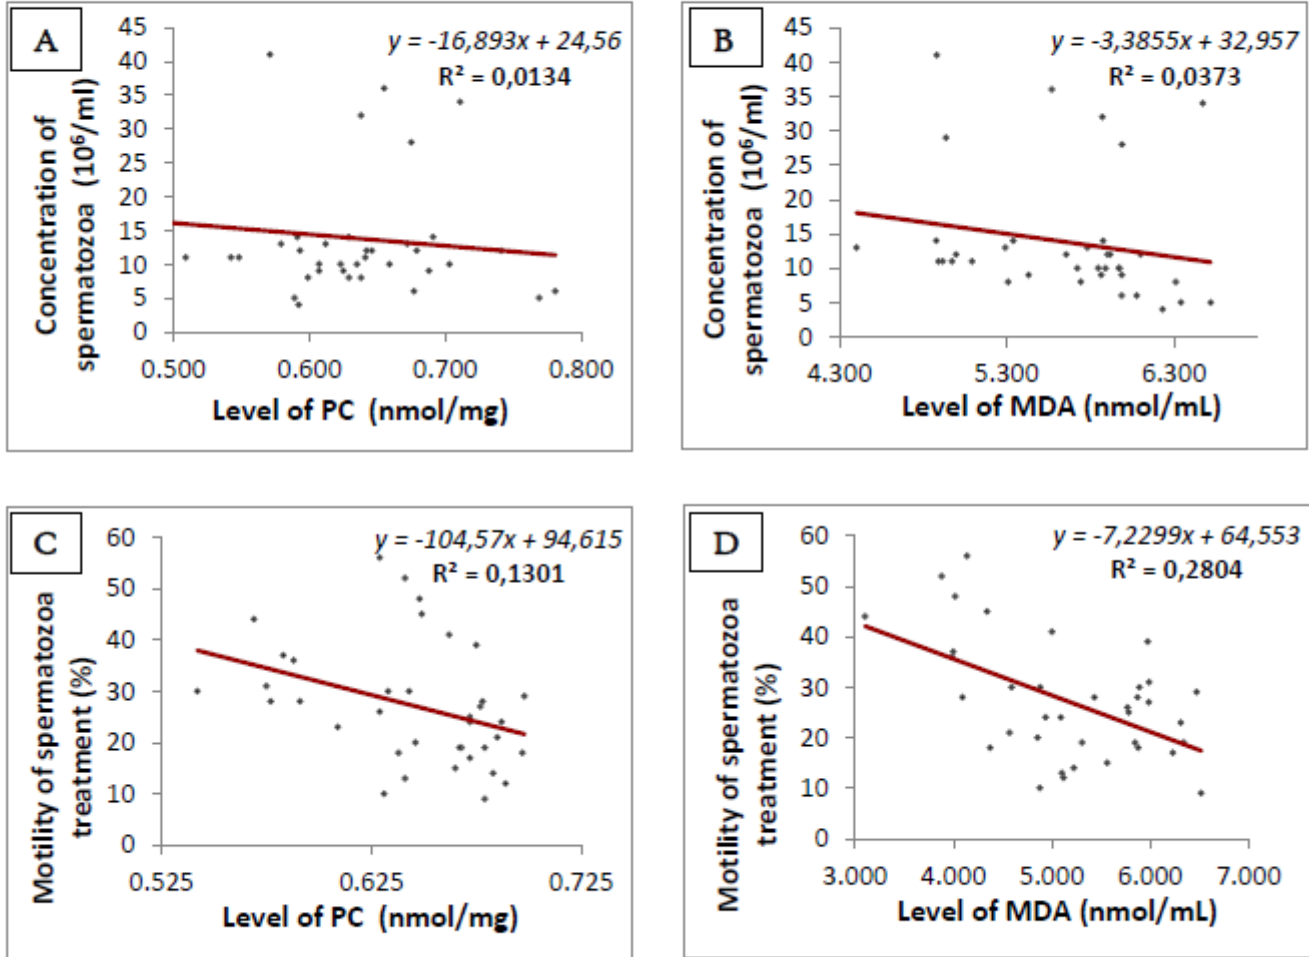 A
y = -16,893x + 24,56
R² = 0,0134
45
40
35
30
25
20
15
10
5
0
Concentration of
spermatozoa (10⁶/ml)
0.500
0.600
0.700
0.800
Level of PC (nmol/mg)
B
y = -3,3855x + 32,957
R² = 0,0373
45
40
35
30
25
20
15
10
5
0
Concentration of
spermatozoa (10⁶/ml)
4.300
5.300
6.300
Level of MDA (nmol/mL)
C
y = -104,57x + 94,615
R² = 0,1301
60
50
40
30
20
10
0
Motility of spermatozoa
treatment (%)
0.525
0.625
0.725
Level of PC (nmol/mg)
D
y = -7,2299x + 64,553
R² = 0,2804
60
50
40
30
20
10
0
Motility of spermatozoa
treatment (%)
3.000
4.000
5.000
6.000
7.000
Level of MDA (nmol/mL)